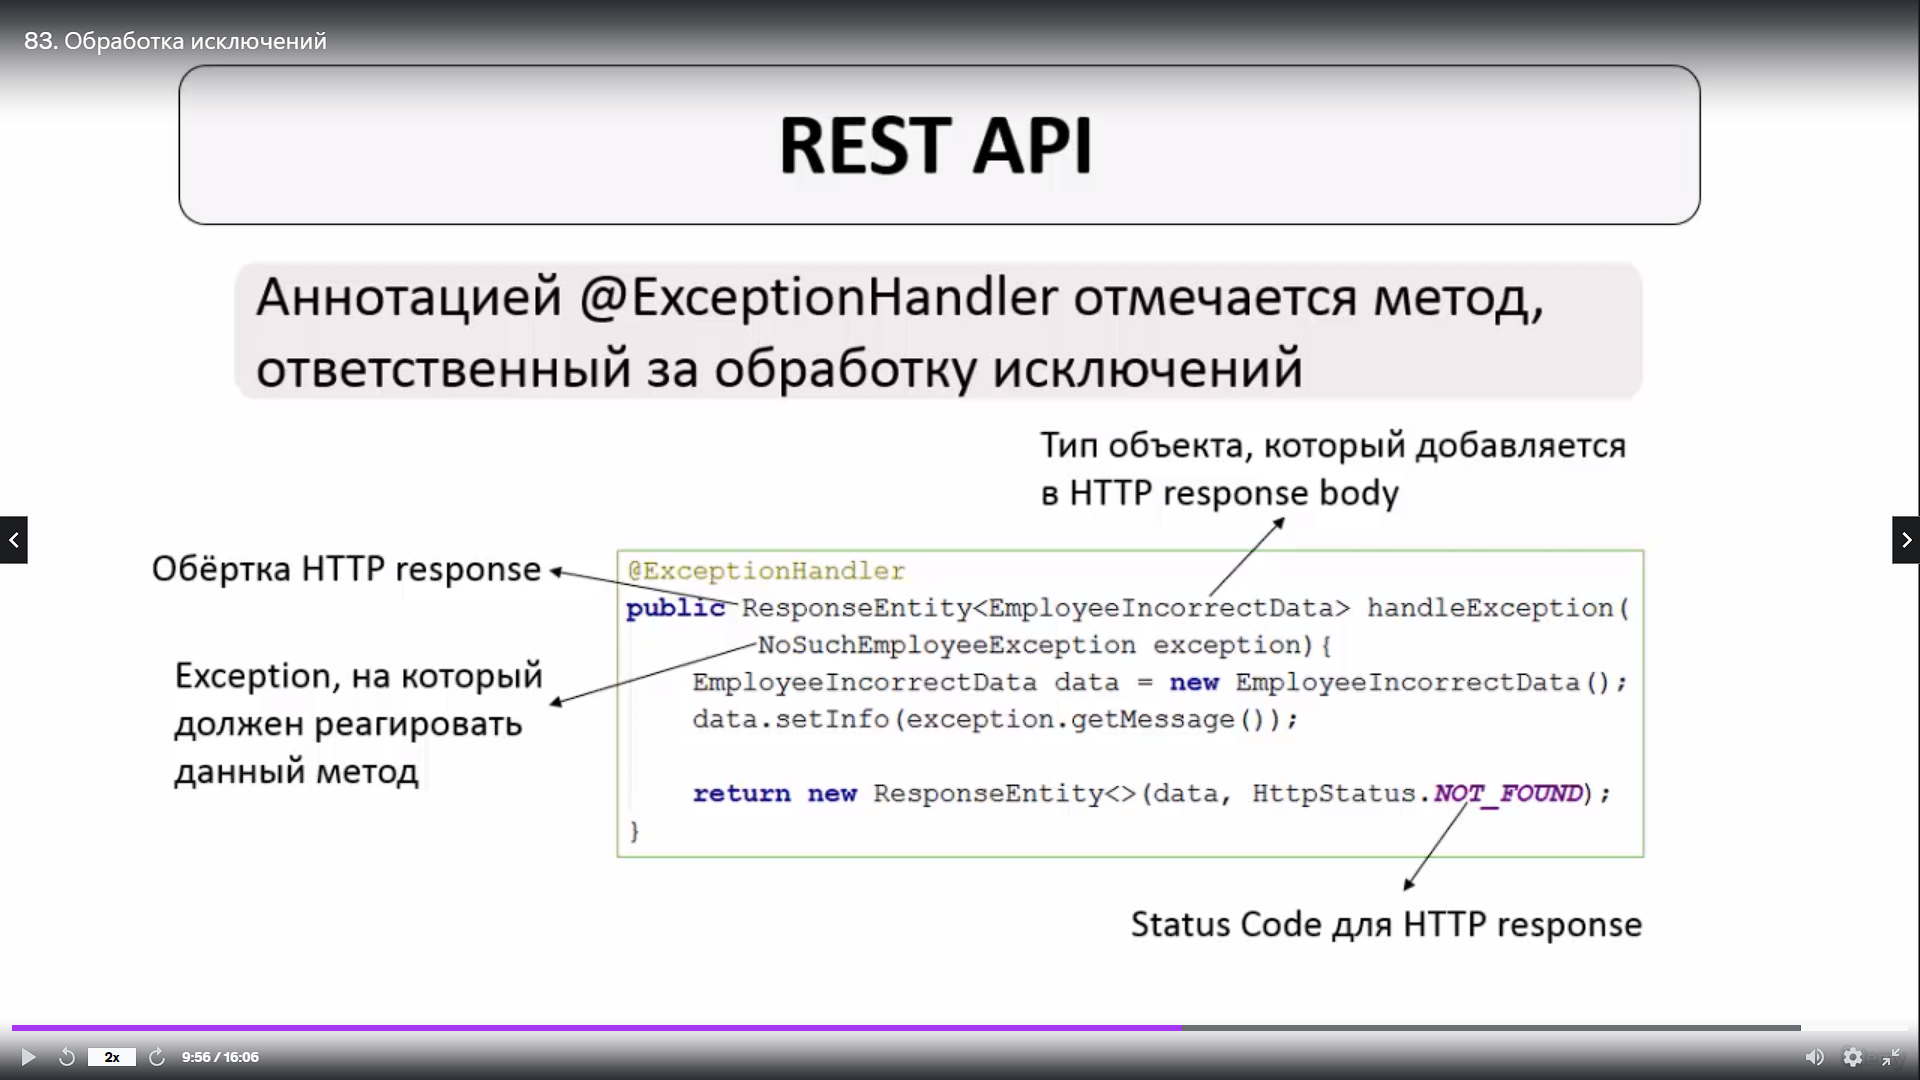 83. Обработка исключений
REST API
Аннотацией @ExceptionHandler отмечается метод,
ответственный за обработку исключений
Тип объекта, который добавляется
в HTTP response body
Обёртка HTTP response
Exception, на который
должен реагировать
данный метод
@ExceptionHandler
public ResponseEntity<EmployeeIncorrectData> handleException(
NoSuchEmployeeException exception){
EmployeeIncorrectData data = new EmployeeIncorrectData();
data.setInfo(exception.getMessage());
return new ResponseEntity<>(data, HttpStatus.NOT_FOUND);
}
Status Code для HTTP response
2x
9:56 / 16:06